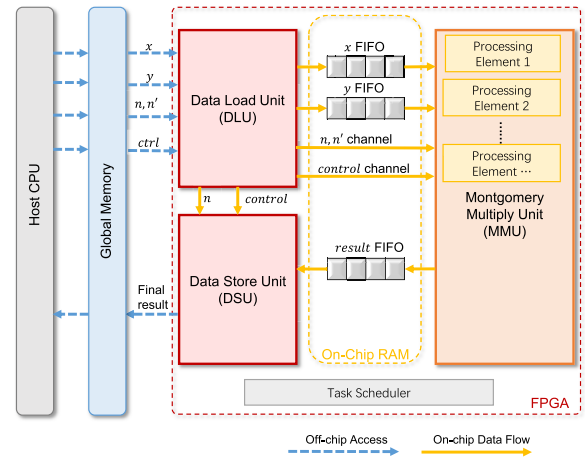 Host CPU
Global Memory
x
y
n, n'
ctrl
Final
result
Data Load Unit
(DLU)
n
control
Data Store Unit
(DSU)
x FIFO
y FIFO
n, n' channel
control channel
result FIFO
On-Chip RAM
Processing
Element 1
Processing
Element 2
......
Processing
Element ...
Montgomery
Multiply Unit
(MMU)
Task Scheduler
FPGA
Off-chip Access
On-chip Data Flow